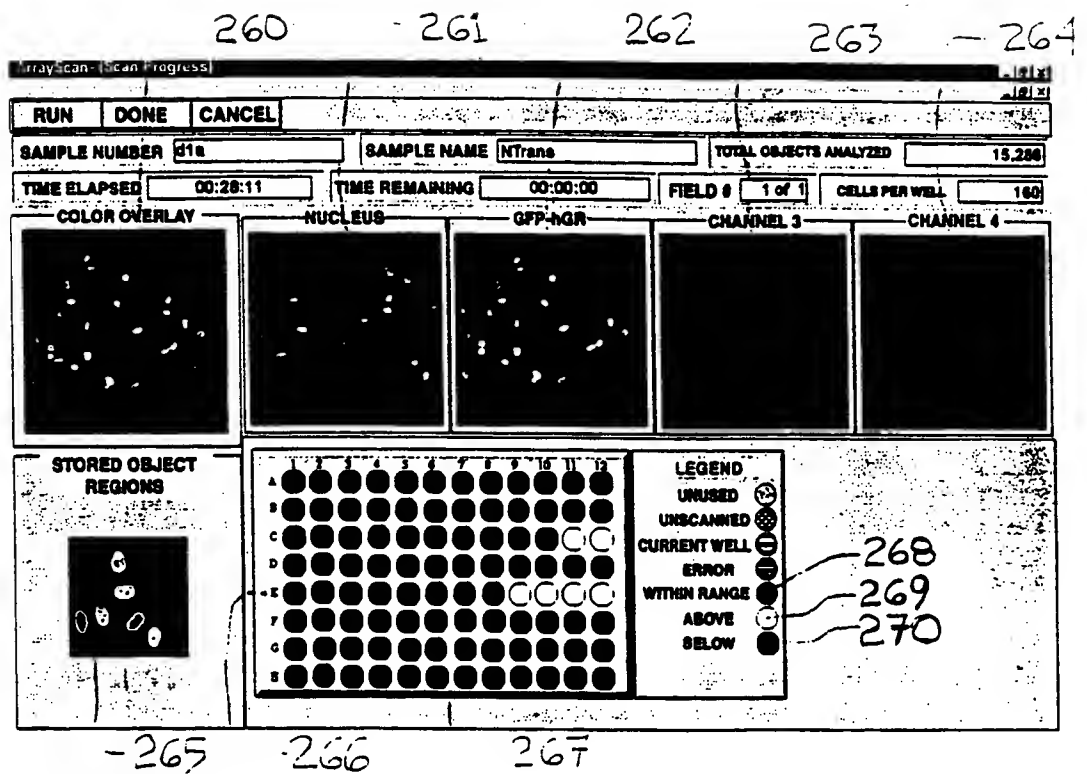 260 261 262 263 264
ArrayScan- [Scan Progress]
RUN DONE CANCEL
SAMPLE NUMBER d1a SAMPLE NAME NTrans TOTAL OBJECTS ANALYZED 15,286
TIME ELAPSED 00:28:11 TIME REMAINING 00:00:00 FIELD # 1 of 1 CELLS PER WELL 160
COLOR OVERLAY NUCLEUS GFP-hGR CHANNEL 3 CHANNEL 4
STORED OBJECT
REGIONS
1 2 3 4 5 6 7 8 9 10 11 12
A
B
C
D
E
F
G
H
LEGEND
UNUSED
UNSCANNED
CURRENT WELL
ERROR
WITHIN RANGE 268
ABOVE 269
BELOW 270
265 266 267